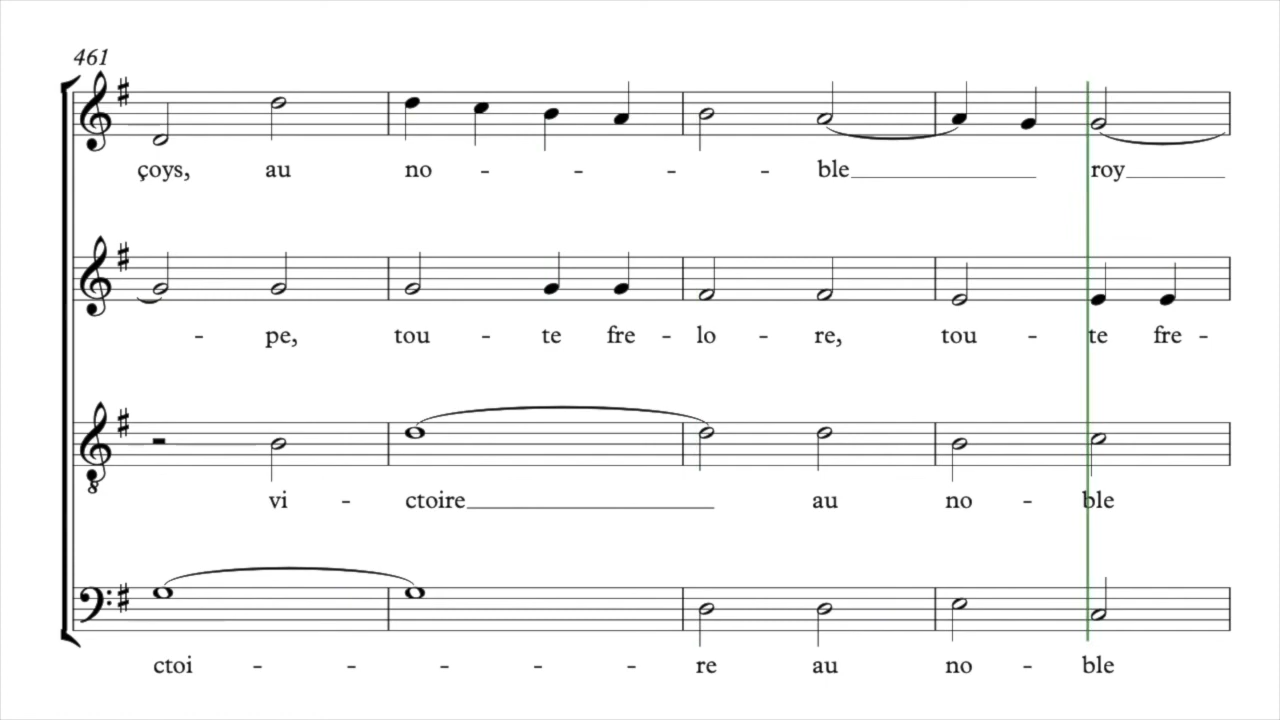 461
çoys, au no - - - - ble roy
- pe, tou - te fre - lo - re, tou - te fre -
vi - ctoire au no - ble
ctoi - - - - - re au no - ble